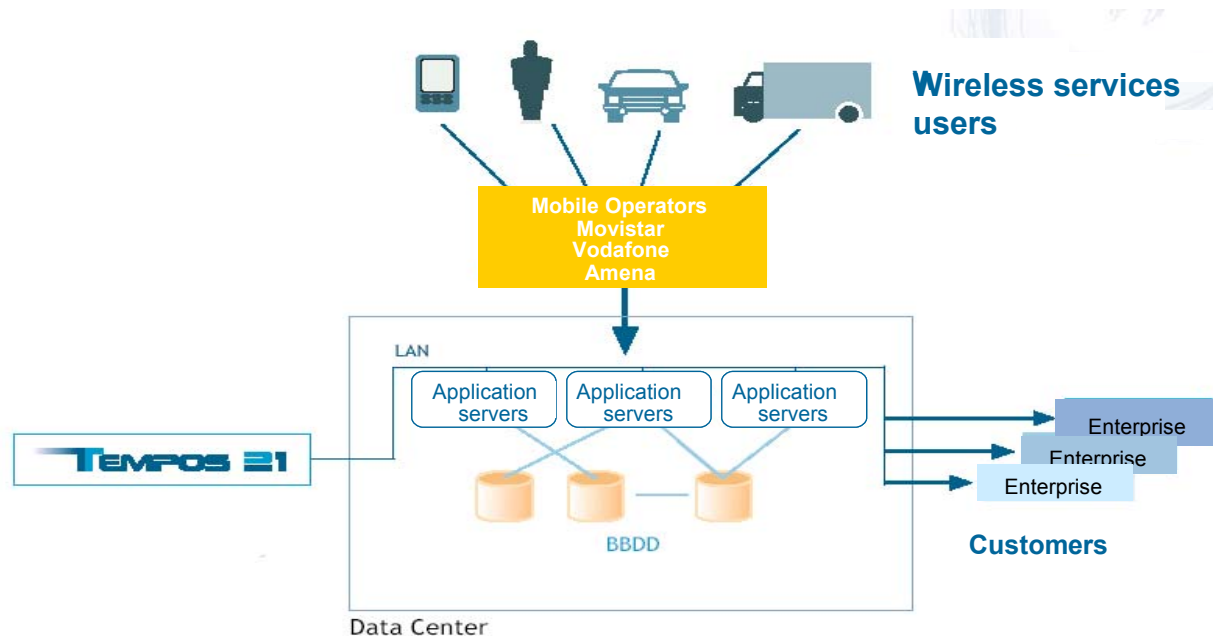 Wireless services
users
Mobile Operators
Movistar
Vodafone
Amena
LAN
Application
servers
Application
servers
Application
servers
TEMPOS 21
Enterprise
Enterprise
Enterprise
BBDD
Customers
Data Center